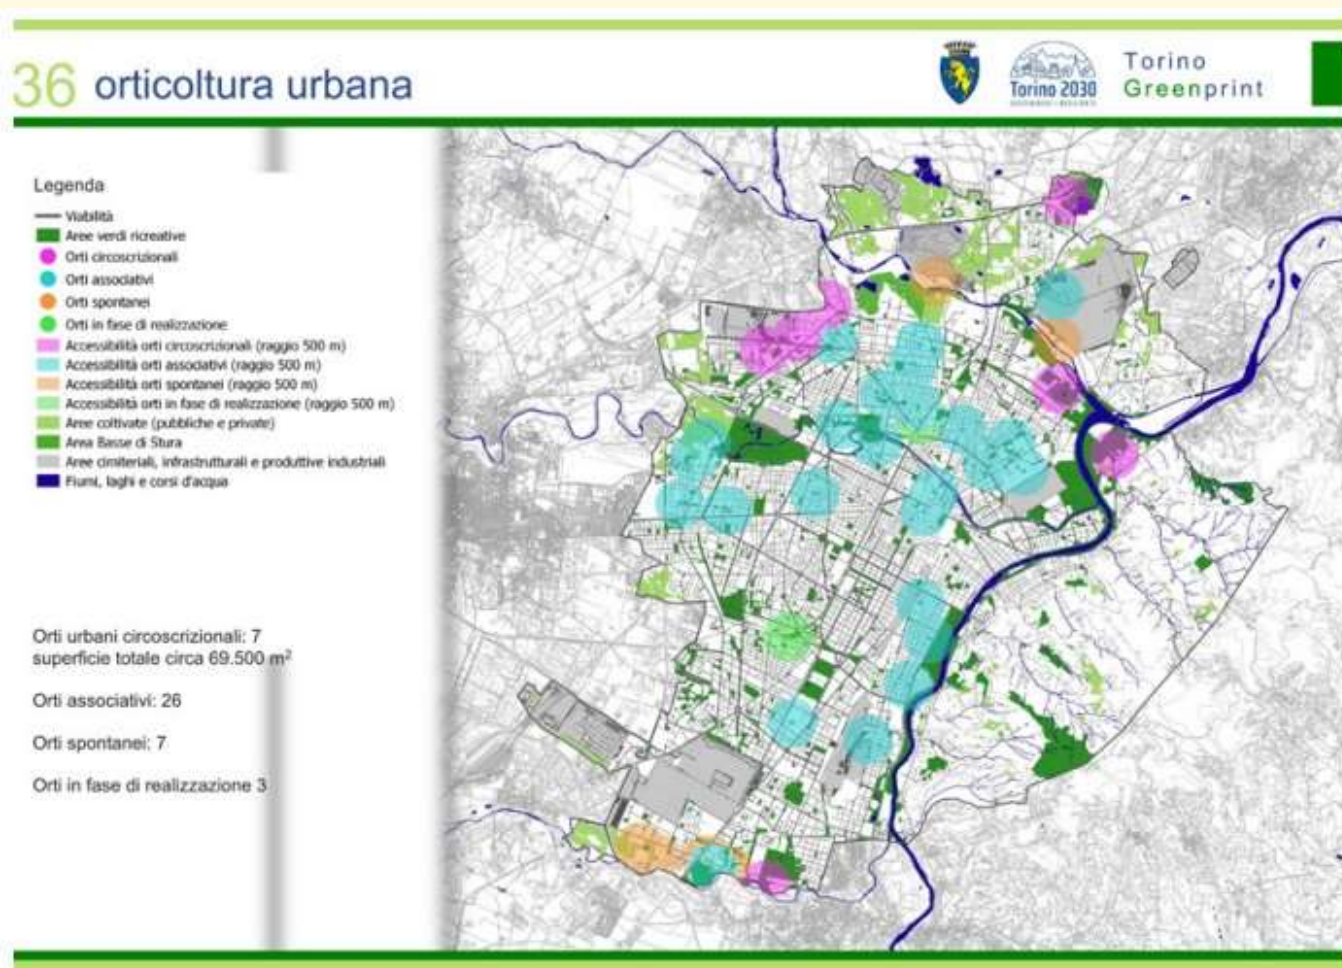 36 orticoltura urbana
Torino 2030
Torino
Greenprint
Legenda
Viabilità
Aree verdi ricreative
Orti circoscrizionali
Orti associativi
Orti spontanei
Orti in fase di realizzazione
Accessibilità orti circoscrizionali (raggio 500 m)
Accessibilità orti associativi (raggio 500 m)
Accessibilità orti spontanei (raggio 500 m)
Accessibilità orti in fase di realizzazione (raggio 500 m)
Aree coltivate (pubbliche e private)
Area Basse di Stura
Aree cimiteriali, infrastrutturali e produttive industriali
Fiumi, laghi e corsi d'acqua
Orti urbani circoscrizionali: 7
superficie totale circa 69.500 m²
Orti associativi: 26
Orti spontanei: 7
Orti in fase di realizzazione 3